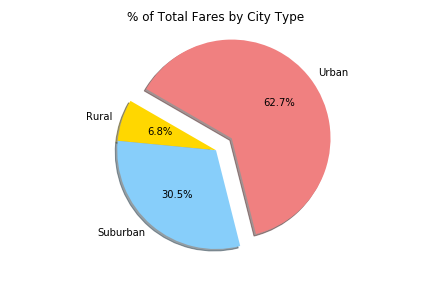 % of Total Fares by City Type
Urban
62.7%
Rural
6.8%
30.5%
Suburban